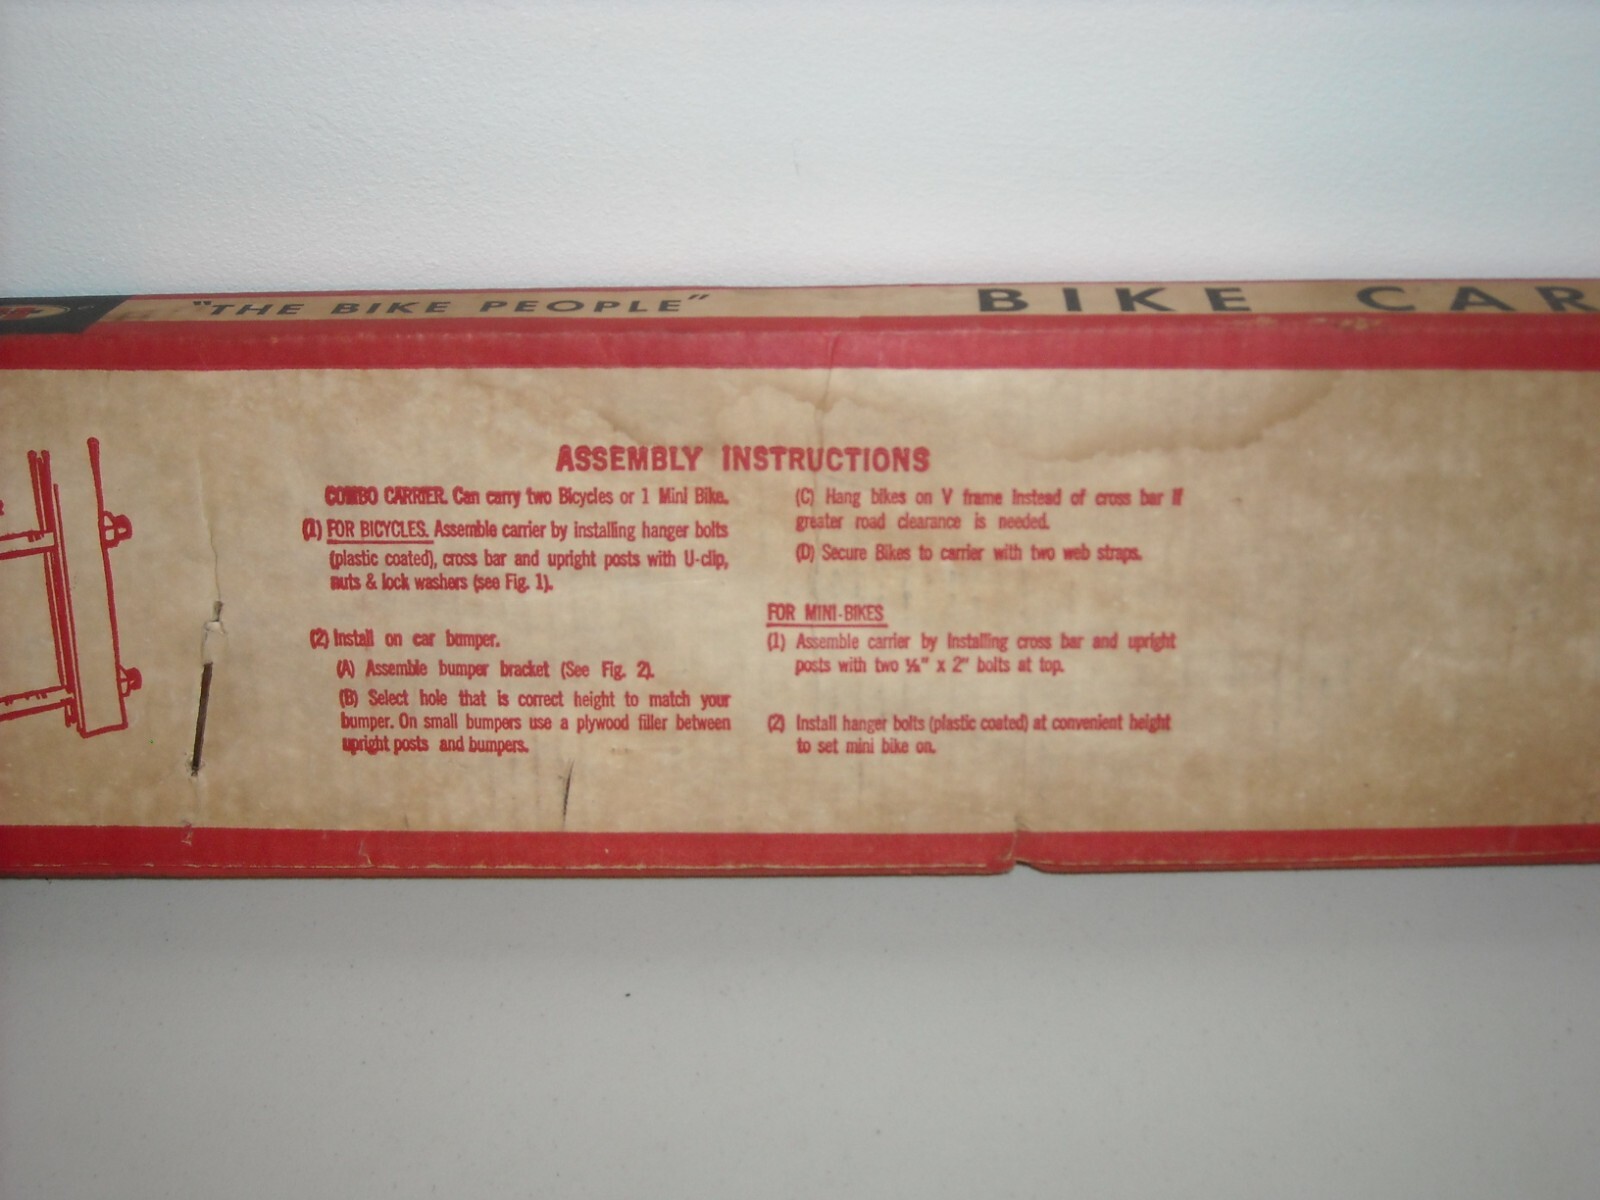 "THE BIKE PEOPLE"
BIKE CAR
ASSEMBLY INSTRUCTIONS
COMBO CARRIER. Can carry two Bicycles or 1 Mini Bike.
(1) FOR BICYCLES. Assemble carrier by installing hanger bolts
(plastic coated), cross bar and upright posts with U-clip,
nuts & lock washers (see Fig. 1).
(2) Install on car bumper.
(A) Assemble bumper bracket (See Fig. 2).
(B) Select hole that is correct height to match your
bumper. On small bumpers use a plywood filler between
upright posts and bumpers.
(C) Hang bikes on V frame instead of cross bar if
greater road clearance is needed.
(D) Secure Bikes to carrier with two web straps.
FOR MINI-BIKES
(1) Assemble carrier by installing cross bar and upright
posts with two x 2" bolts at top.
(2) Install hanger bolts (plastic coated) at convenient height
to set mini bike on.